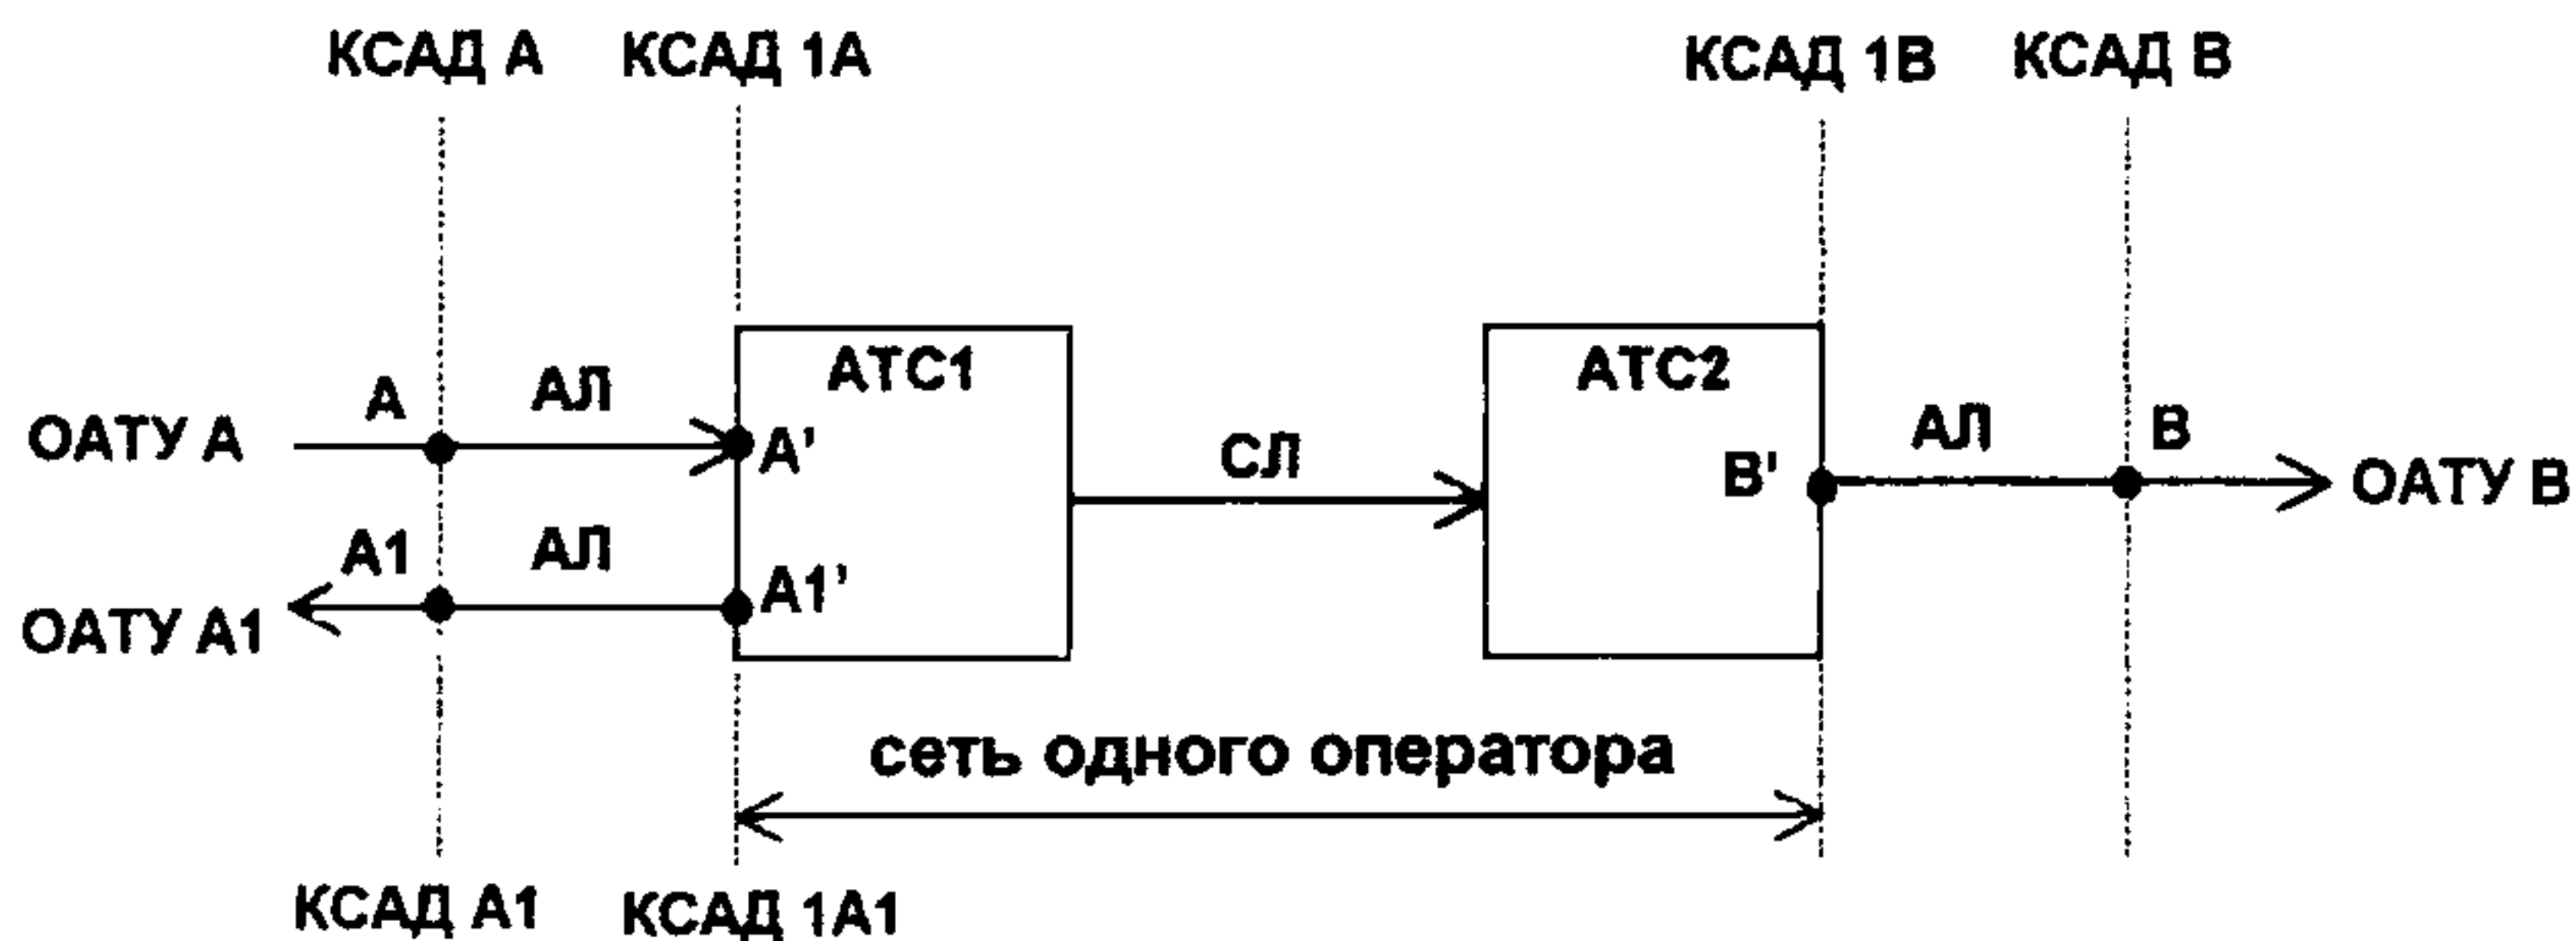 КСАД А КСАД 1А КСАД 1В КСАД В
АТС1 АТС2
А АЛ АЛ В
ОАТУ А А' СЛ В' ОАТУ В
А1 АЛ А1'
ОАТУ А1
сеть одного оператора
КСАД А1 КСАД 1А1